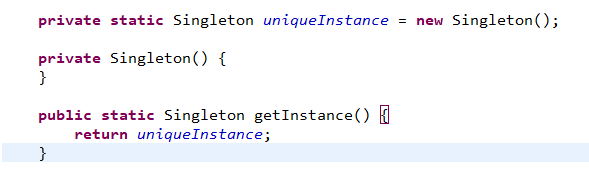 private static Singleton uniqueInstance = new Singleton();
private Singleton() {
}
public static Singleton getInstance() {
return uniqueInstance;
}